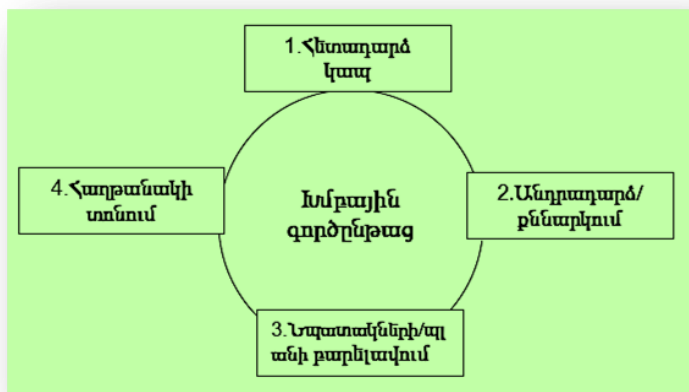 1.Հետադարձ
կապ
4.Հաղթանակի
տոնում
Խմբային
գործընթաց
2.Անդրադարձ/
քննարկում
3.Նպատակների/պլ
անի բարելավում